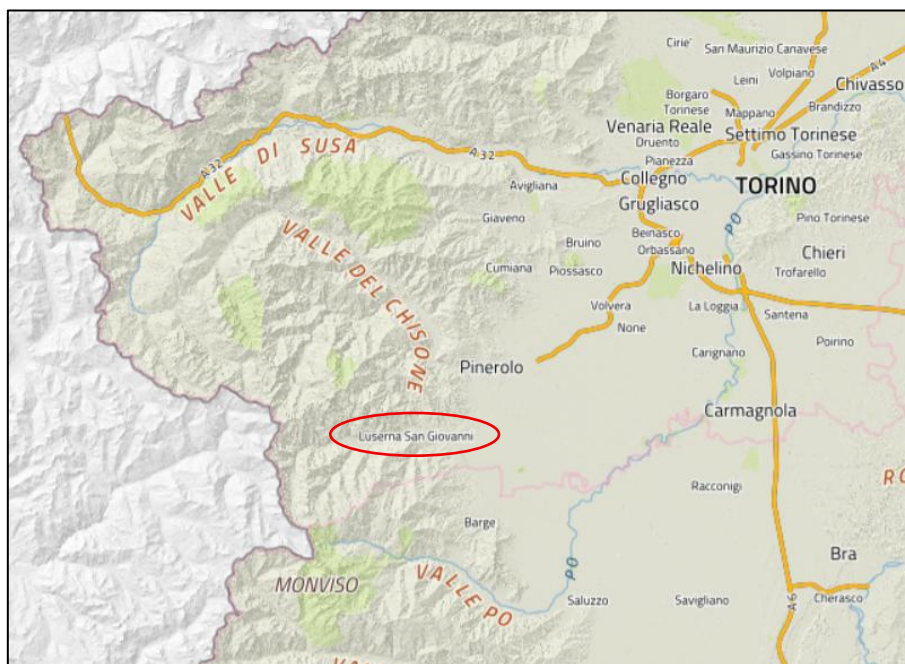 Cirie'
San Maurizio Canavese
Leini
Volpiano
A4
Chivasso
Borgaro
Torinese
Mappano
Brandizzo
Venaria Reale
Settimo Torinese
Druento
Gassino Torinese
A32
A32
Pianezza
VALLE DI SUSA
Avigliana
Collegno
TORINO
Grugliasco
Giaveno
PO
Pino Torinese
Beinasco
Bruino
Orbassano
Chieri
VALLE DEL CHISONE
Cumiana
Piossasco
Nichelino
Trofarello
Volvera
La Loggia
Santena
None
Poirino
Pinerolo
Carignano
Carmagnola
Luserna San Giovanni
Racconigi
RO
Barge
Bra
PO
MONVISO
VALLE PO
Saluzzo
Savigliano
A6
Cherasco